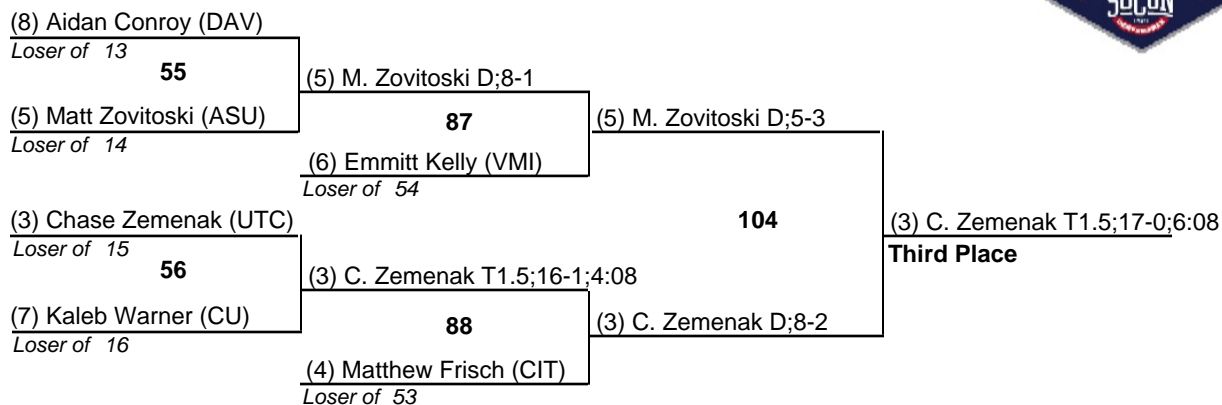 SOCON
(8) Aidan Conroy (DAV)
Loser of 13
55
(5) M. Zovitoski D;8-1
(5) Matt Zovitoski (ASU)
Loser of 14
87
(5) M. Zovitoski D;5-3
(6) Emmitt Kelly (VMI)
Loser of 54
(3) Chase Zemenak (UTC)
Loser of 15
104
(3) C. Zemenak T1.5;17-0;6:08
Third Place
56
(3) C. Zemenak T1.5;16-1;4:08
(7) Kaleb Warner (CU)
Loser of 16
88
(3) C. Zemenak D;8-2
(4) Matthew Frisch (CIT)
Loser of 53